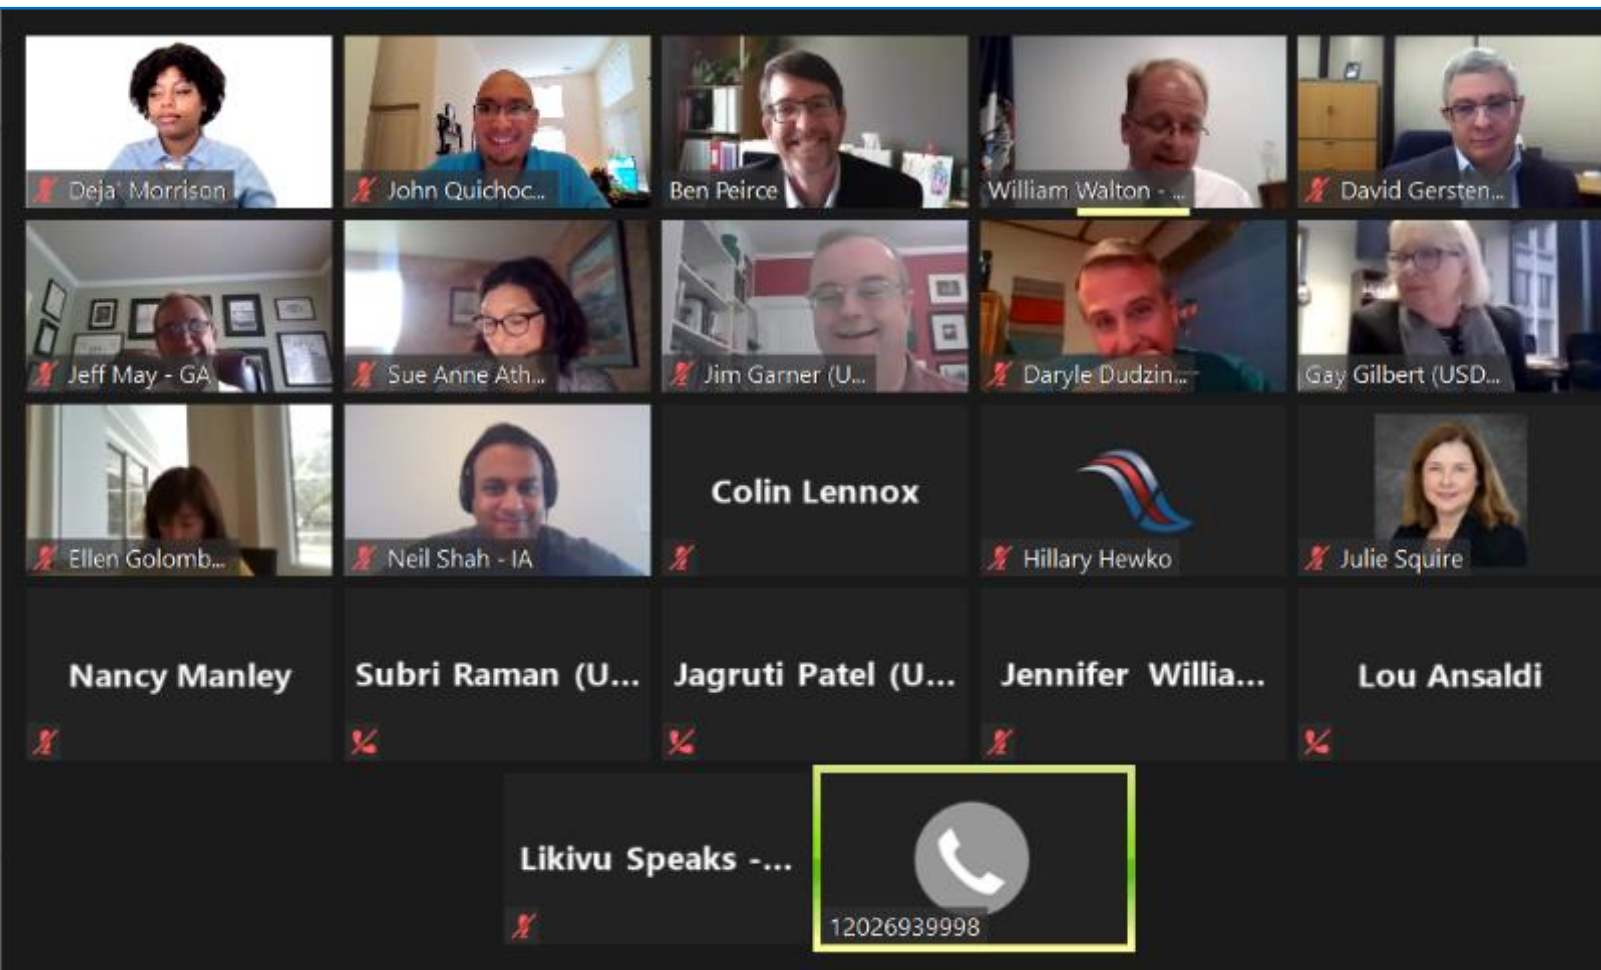 Deja' Morrison
John Quichoc...
Ben Peirce
William Walton - ...
David Gersten...
Jeff May - GA
Sue Anne Ath...
Jim Garner (U...
Daryle Dudzin...
Gay Gilbert (USD...
Ellen Golomb...
Neil Shah - IA
Colin Lennox
Hillary Hewko
Julie Squire
Nancy Manley
Subri Raman (U...
Jagruti Patel (U...
Jennifer Willia...
Lou Ansaldi
Likivu Speaks -...
12026939998